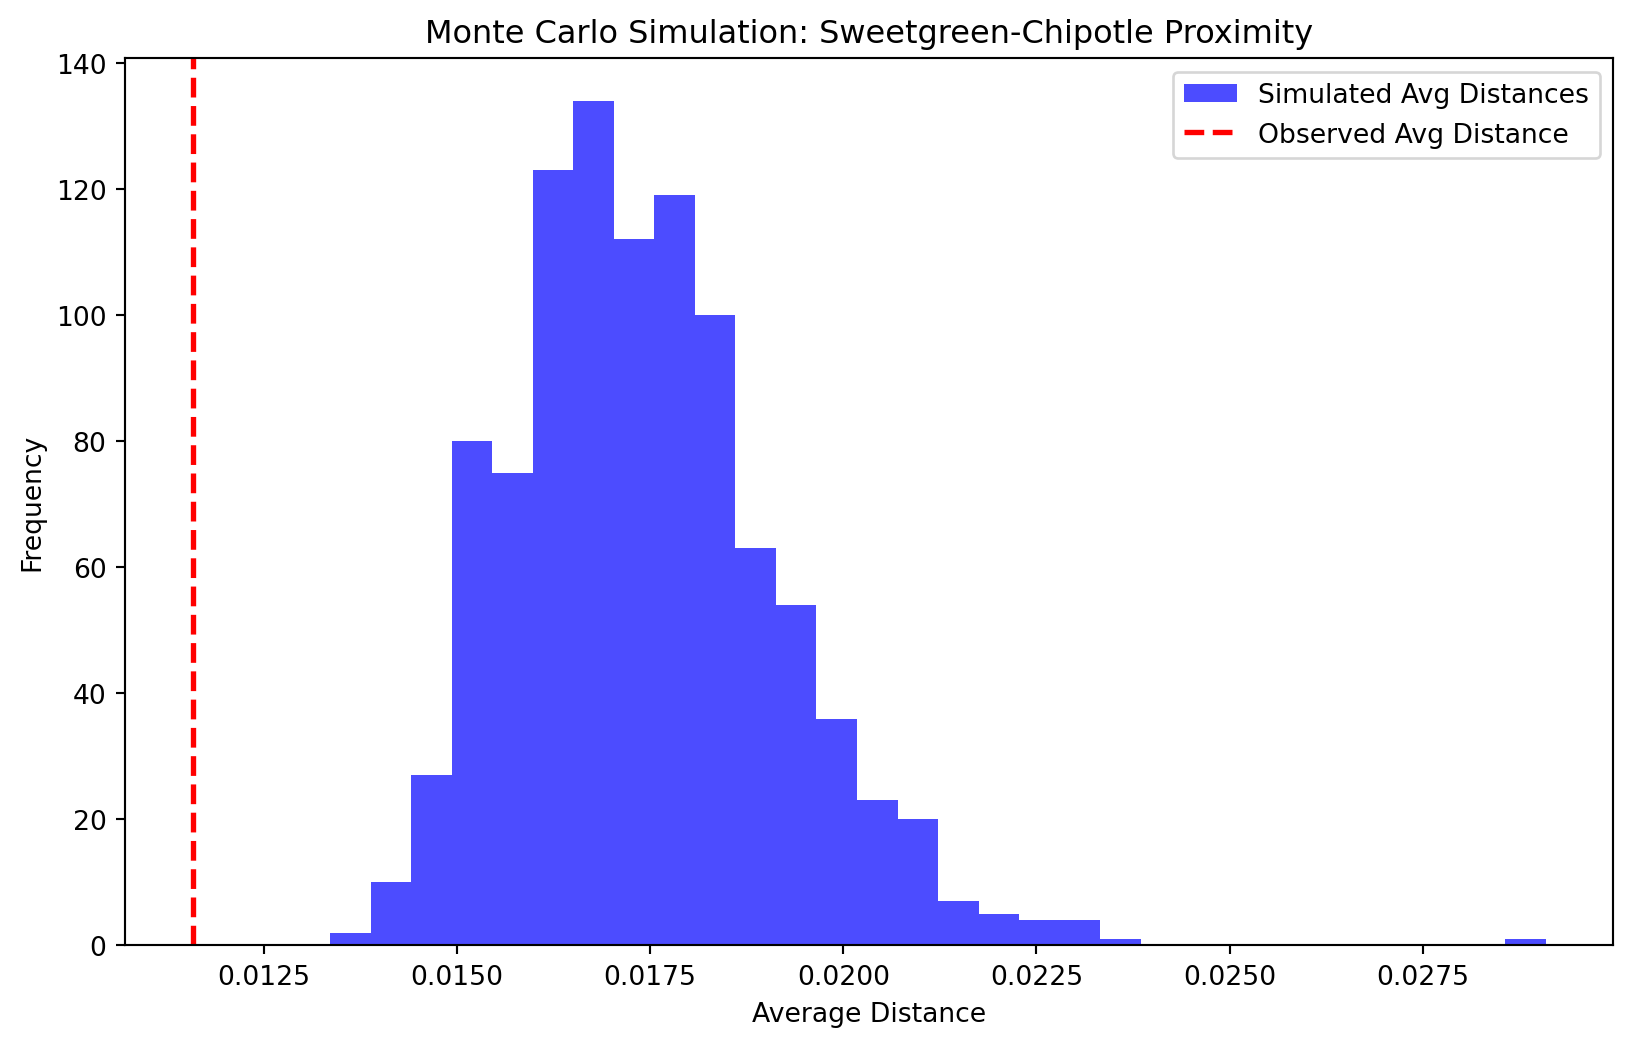 Monte Carlo Simulation: Sweetgreen-Chipotle Proximity
Simulated Avg Distances
Observed Avg Distance
140
120
100
80
60
40
20
0
Frequency
0.0125 0.0150 0.0175 0.0200 0.0225 0.0250 0.0275
Average Distance